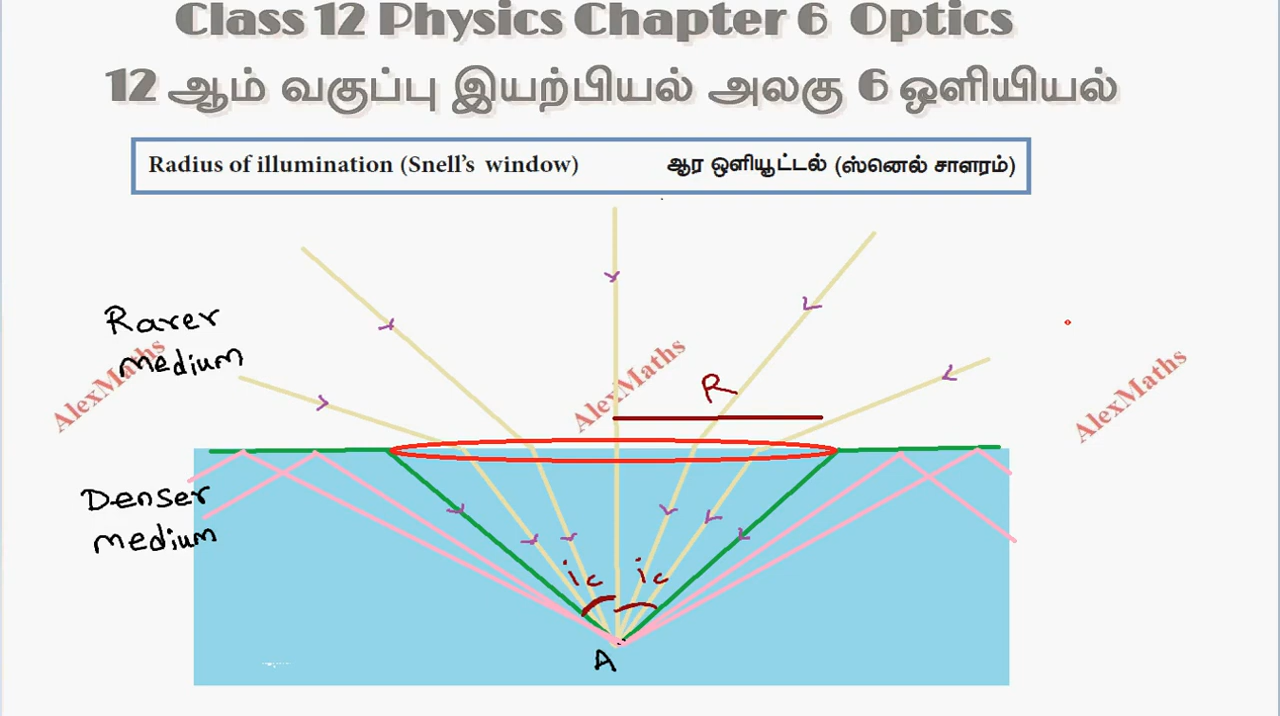 Class 12 Physics Chapter 6 Optics
12 ஆம் வகுப்பு இயற்பியல் அலகு 6 ஒளியியல்
Radius of illumination (Snell's window) ஆர ஒளியூட்டல் (ஸ்னெல் சாளரம்)
Rarer
medium
AlexMaths
AlexMaths
AlexMaths
R
Denser
medium
ic ic
A